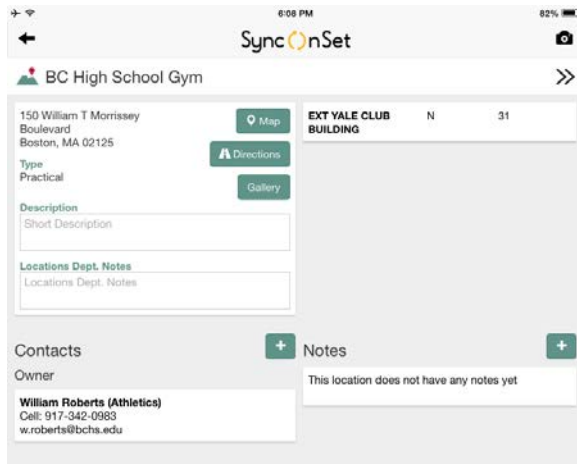 6:08 PM
82%
SyncOnSet
BC High School Gym
150 William T Morrissey
Boulevard
Boston, MA 02125
Map
Directions
Gallery
Type
Practical
Description
Short Description
Locations Dept. Notes
Locations Dept. Notes
EXT YALE CLUB N 31
BUILDING
Contacts
+
Owner
William Roberts (Athletics)
Cell: 917-342-0983
w.roberts@bchs.edu
Notes
+
This location does not have any notes yet